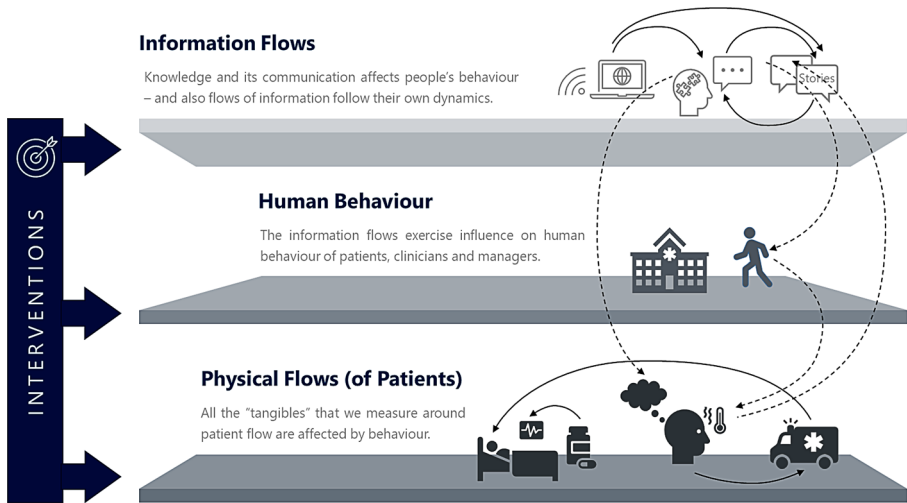 Information Flows
Knowledge and its communication affects people's behaviour
– and also flows of information follow their own dynamics.
Stories
INTERVENTIONS
Human Behaviour
The information flows exercise influence on human
behaviour of patients, clinicians and managers.
Physical Flows (of Patients)
All the "tangibles" that we measure around
patient flow are affected by behaviour.